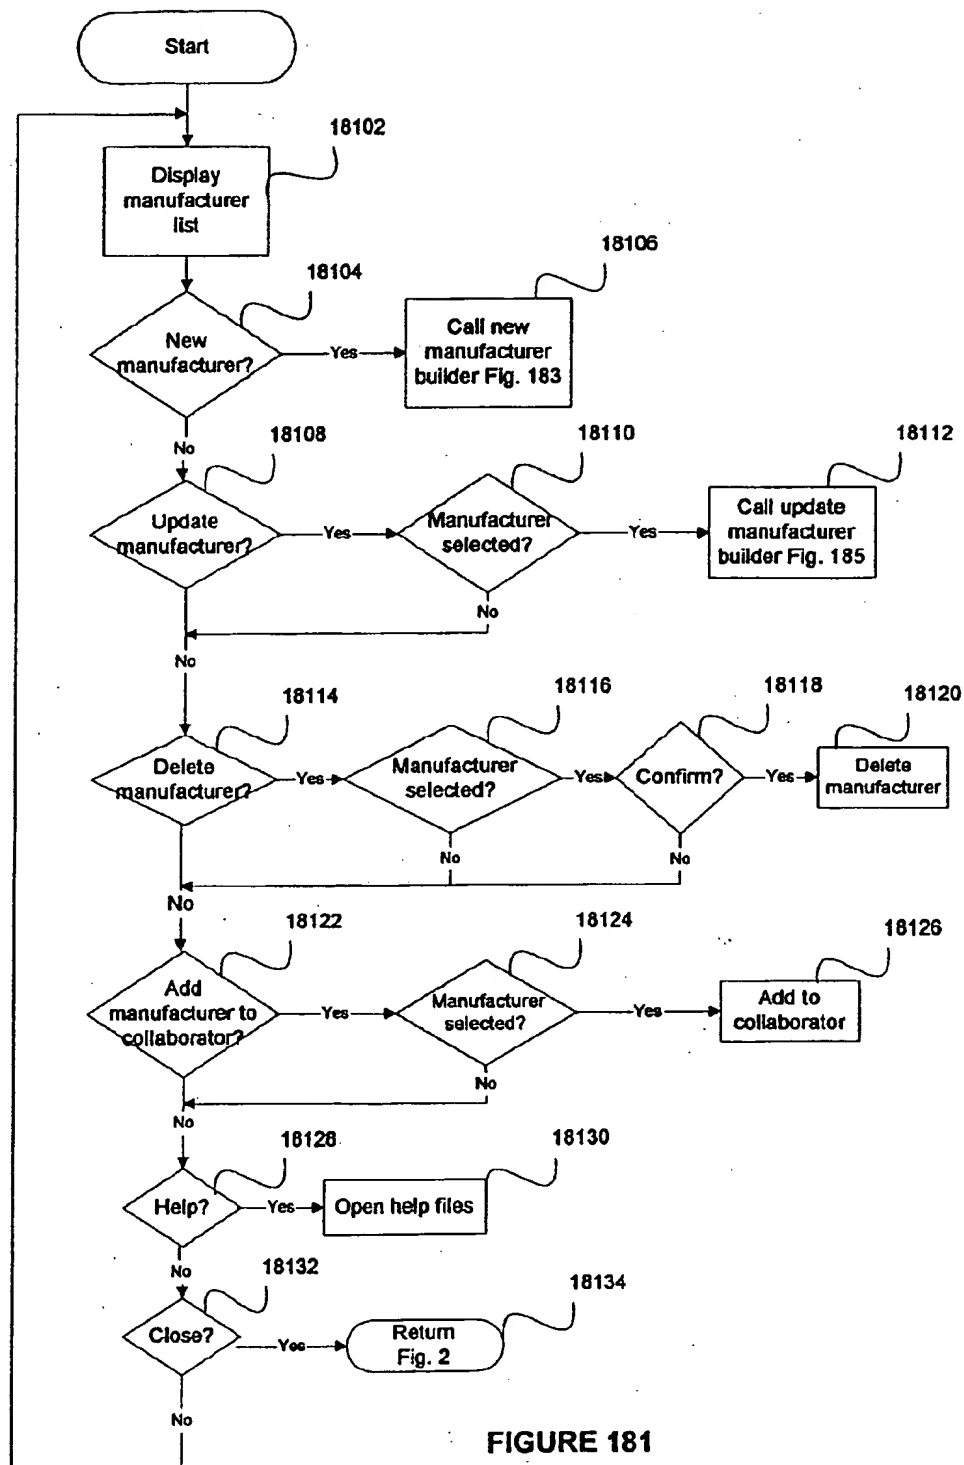 Start
18102
Display
manufacturer
list
18104
18106
New
manufacturer?
Yes
Call new
manufacturer
builder Fig. 183
No
18108
18110
18112
Update
manufacturer?
Yes
Manufacturer
selected?
Yes
Call update
manufacturer
builder Fig. 185
No
No
18114
18116
18118
18120
Delete
manufacturer?
Yes
Manufacturer
selected?
Yes
Confirm?
Yes
Delete
manufacturer
No
No
No
18122
18124
18126
Add
manufacturer to
collaborator?
Yes
Manufacturer
selected?
Yes
Add to
collaborator
No
No
18128
18130
Help?
Yes
Open help files
No
18132
18134
Close?
Yes
Return
Fig. 2
No
FIGURE 181